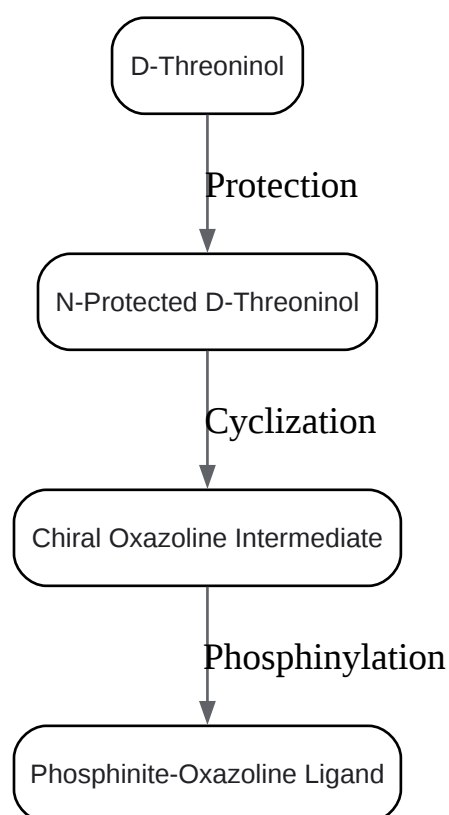 D-Threoninol
Protection
N-Protected D-Threoninol
Cyclization
Chiral Oxazoline Intermediate
Phosphinylation
Phosphinite-Oxazoline Ligand